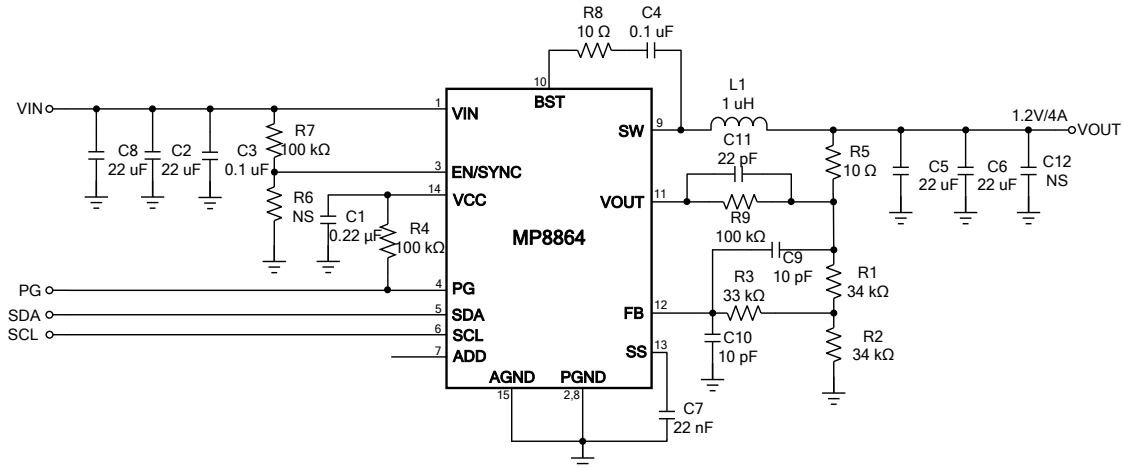 R8
10 Ω
C4
0.1 uF
10
BST
L1
1 uH
VIN
1
VIN
SW
9
1.2V/4A
VOUT
C8
22 uF
C2
22 uF
C3
0.1 uF
R7
100 kΩ
3
EN/SYNC
C11
22 pF
R5
10 Ω
C5
22 uF
C6
22 uF
C12
NS
R6
NS
14
VCC
VOUT
11
C1
0.22 µF
R4
100 kΩ
R9
100 kΩ
MP8864
C9
10 pF
R1
34 kΩ
R3
33 kΩ
PG
4
PG
SDA
5
SDA
SCL
6
SCL
7
ADD
FB
12
C10
10 pF
R2
34 kΩ
SS
13
AGND
15
PGND
2,8
C7
22 nF